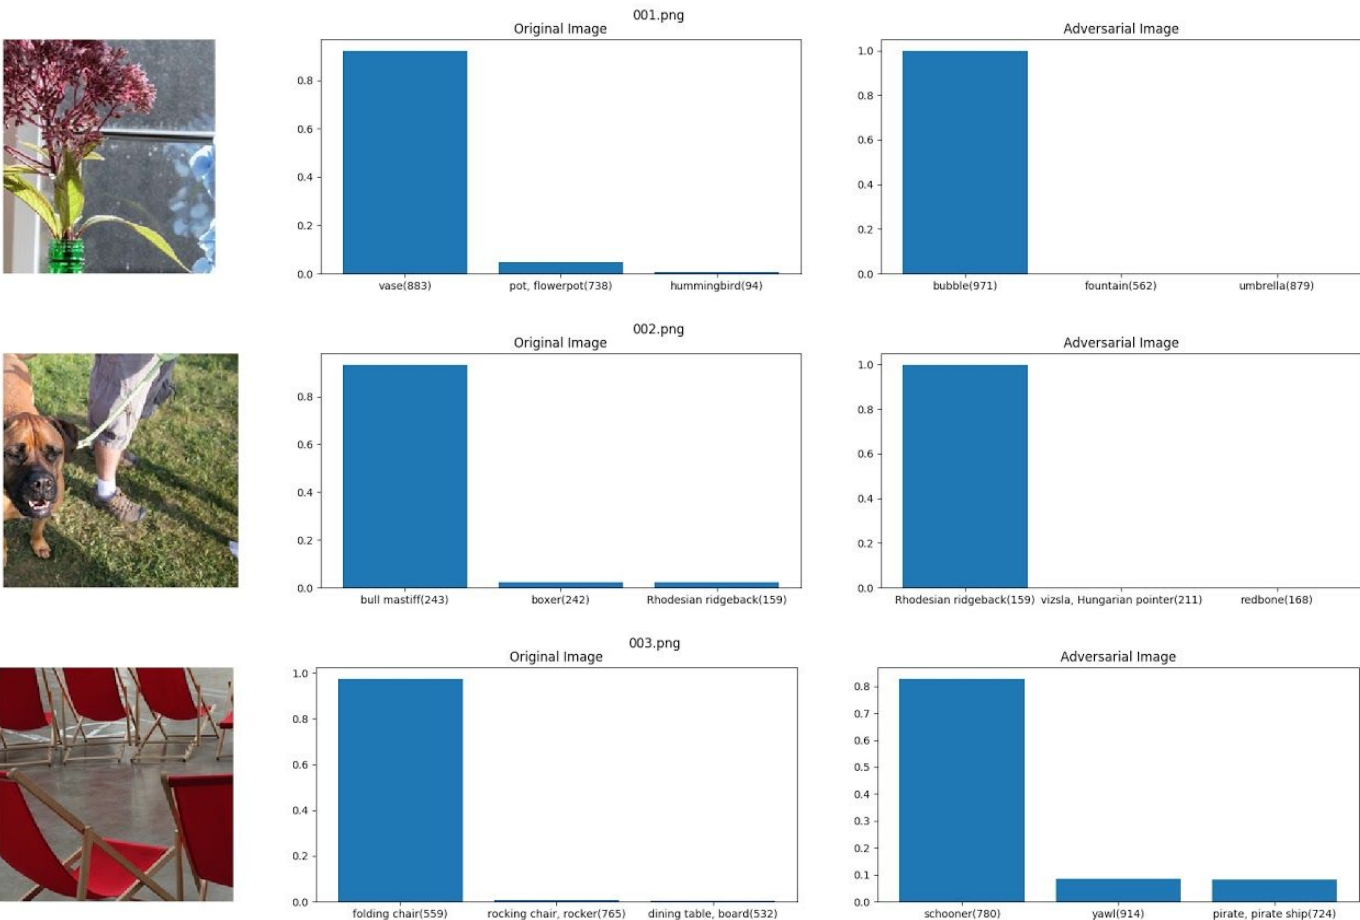 001.png
Original Image
Adversarial Image
0.8
0.6
0.4
0.2
0.0
vase(883) pot, flowerpot(738) hummingbird(94)
1.0
0.8
0.6
0.4
0.2
0.0
bubble(971) fountain(562) umbrella(879)
002.png
Original Image
Adversarial Image
0.8
0.6
0.4
0.2
0.0
bull mastiff(243) boxer(242) Rhodesian ridgeback(159)
1.0
0.8
0.6
0.4
0.2
0.0
Rhodesian ridgeback(159) vizsla, Hungarian pointer(211) redbone(168)
003.png
Original Image
Adversarial Image
1.0
0.8
0.6
0.4
0.2
0.0
folding chair(559) rocking chair, rocker(765) dining table, board(532)
0.8
0.7
0.6
0.5
0.4
0.3
0.2
0.1
0.0
schooner(780) yawl(914) pirate, pirate ship(724)